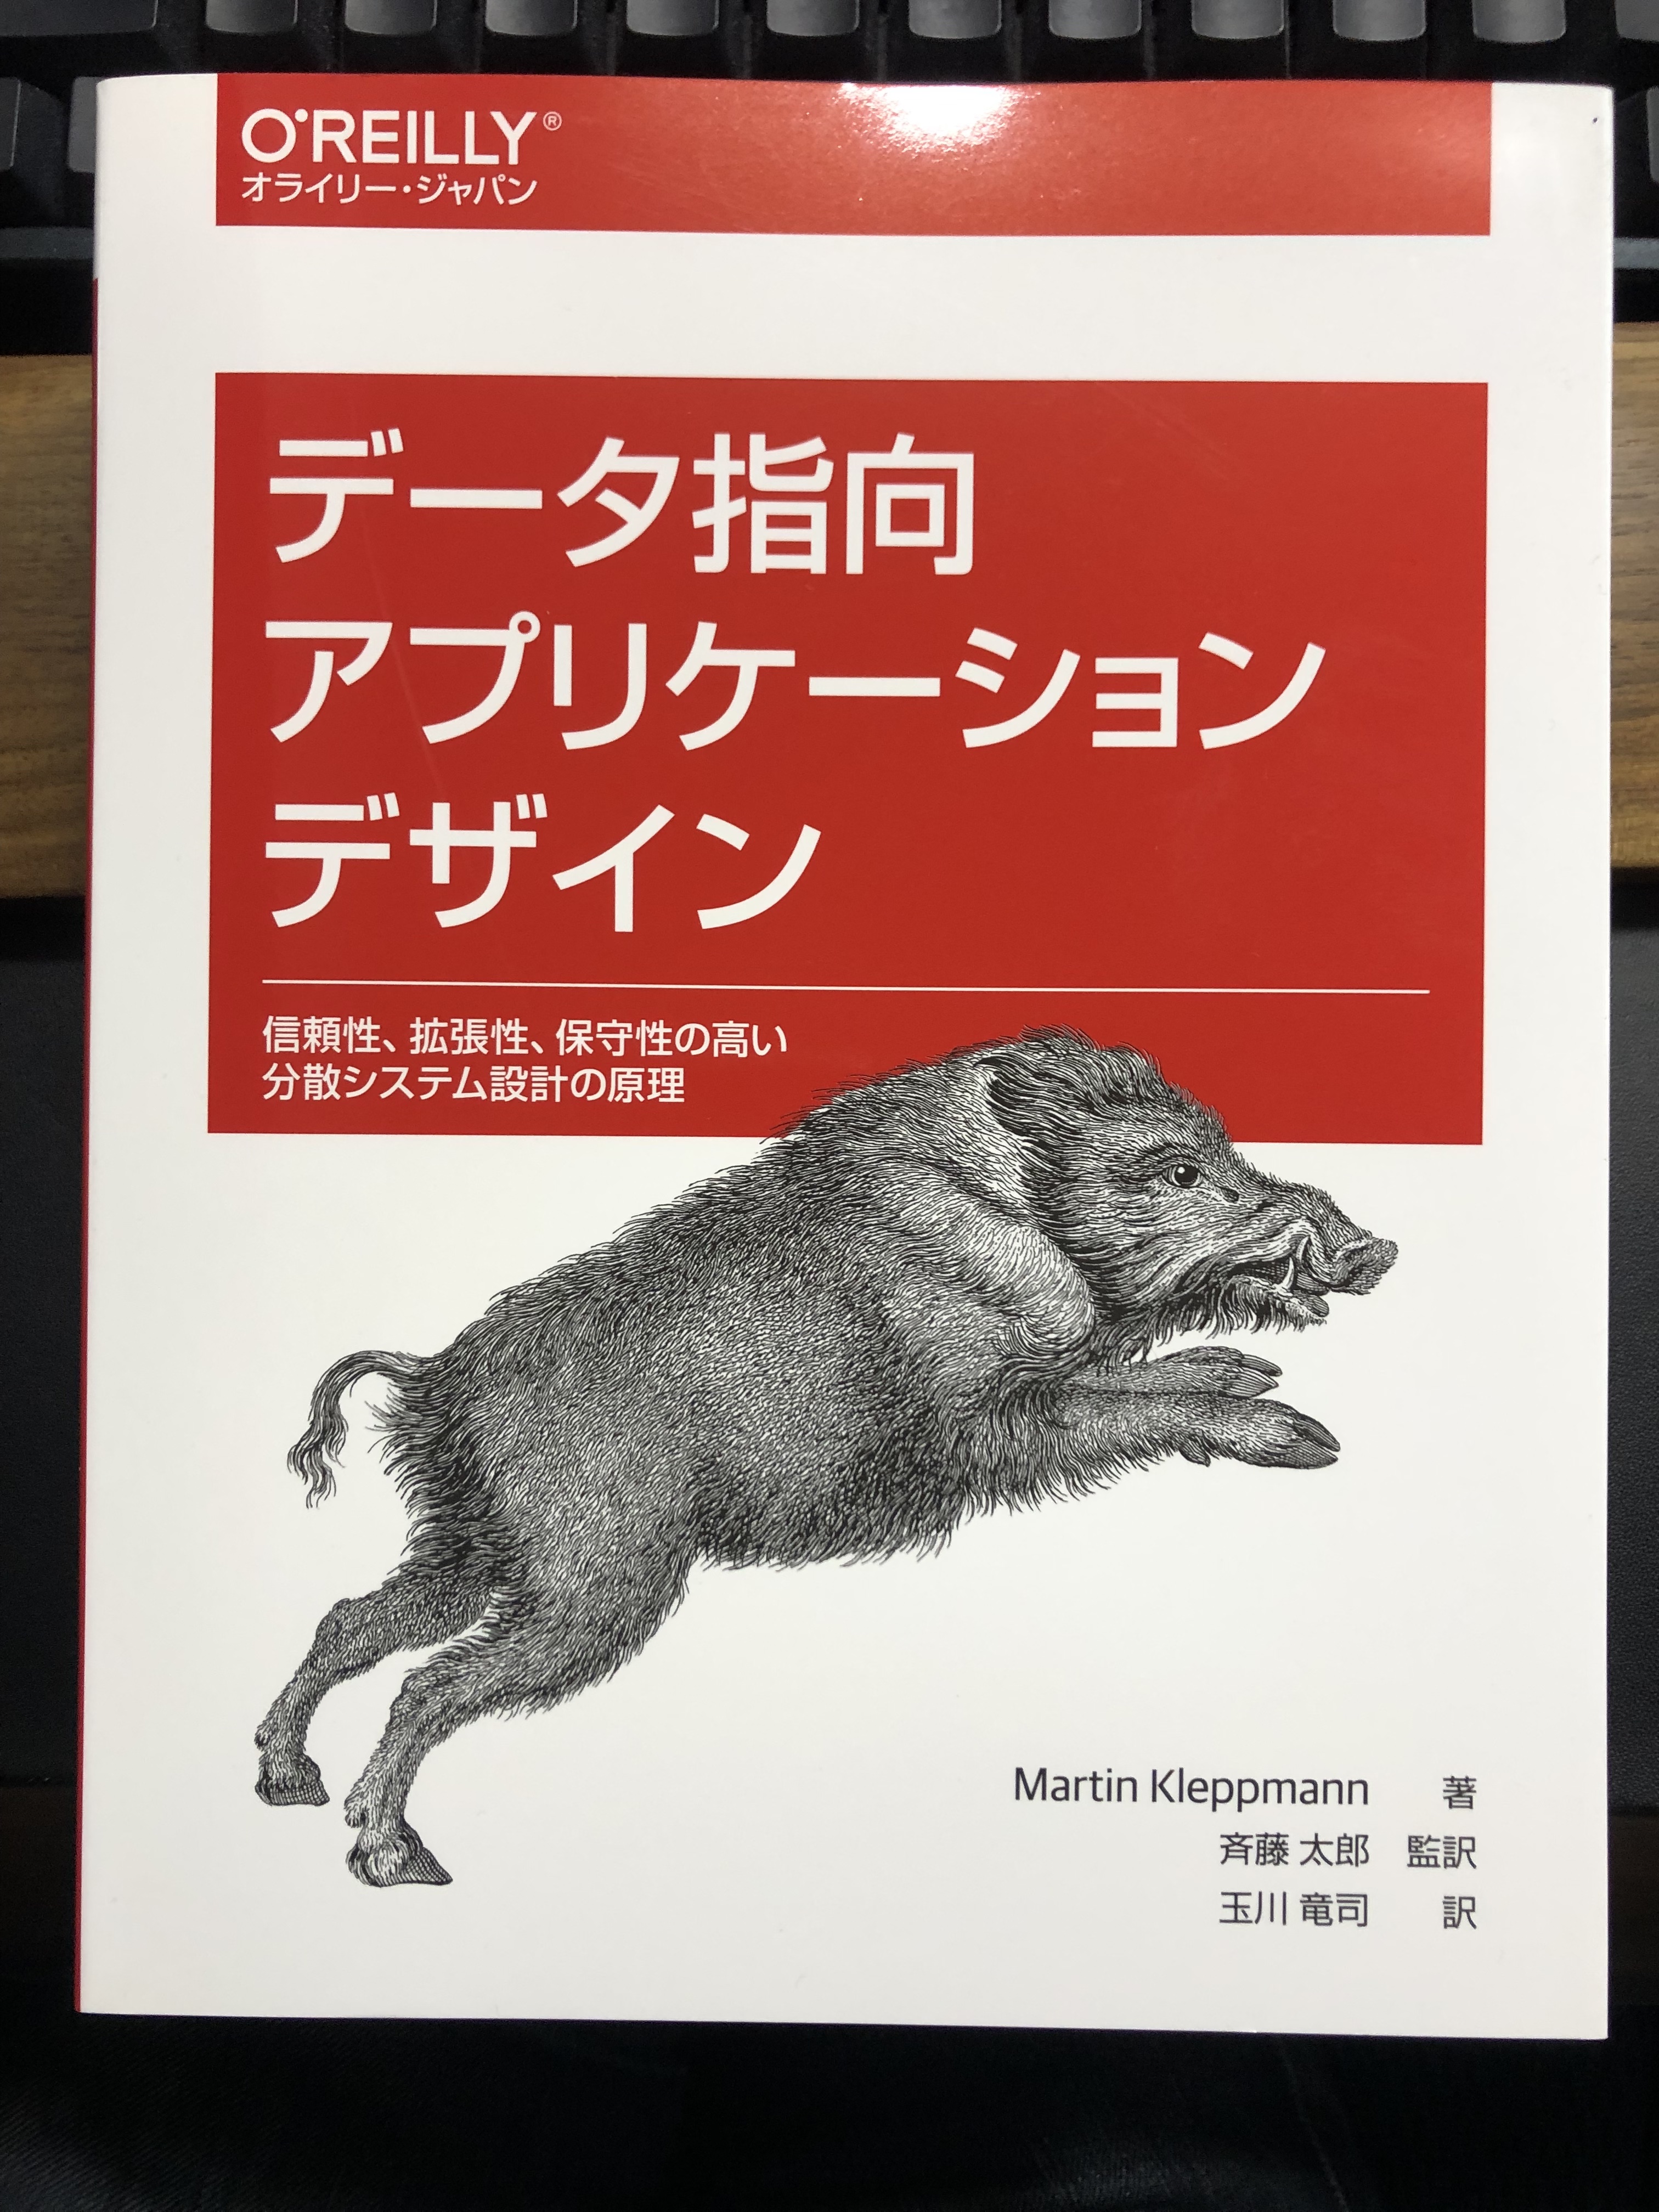 O'REILLY®
オライリー・ジャパン
データ指向
アプリケーション
デザイン
信頼性、拡張性、保守性の高い
分散システム設計の原理
Martin Kleppmann 著
斉藤 太郎 監訳
玉川 竜司 訳